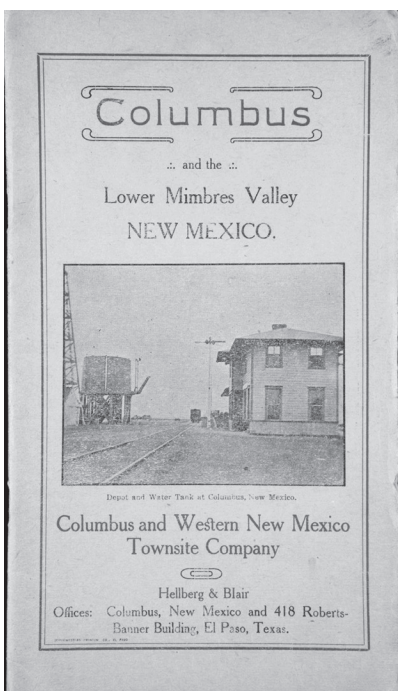 Columbus
.:. and the .:.
Lower Mimbres Valley
NEW MEXICO.
Depot and Water Tank at Columbus, New Mexico.
Columbus and Western New Mexico
Townsite Company
Hellberg & Blair
Offices: Columbus, New Mexico and 418 Roberts-
Banner Building, El Paso, Texas.